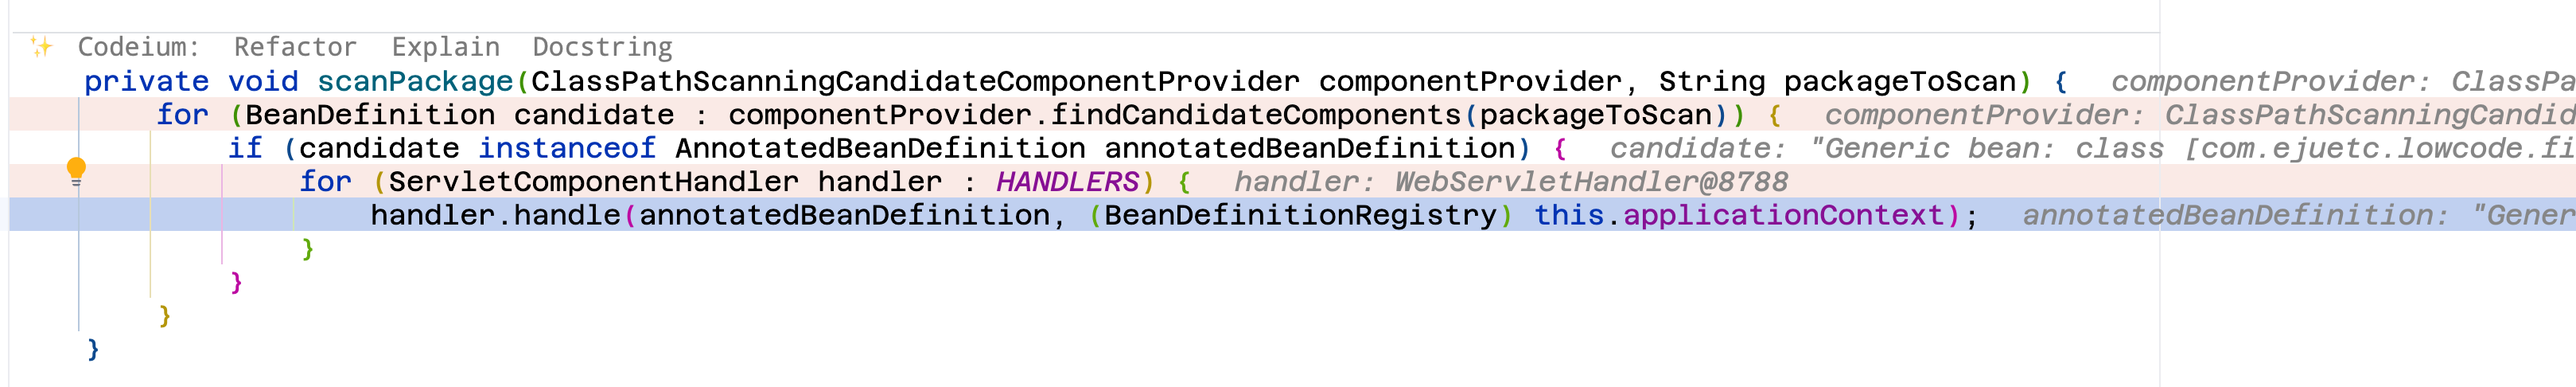 Codeium: Refactor Explain Docstring
private void scanPackage(ClassPathScanningCandidateComponentProvider componentProvider, String packageToScan) { componentProvider: ClassPa
for (BeanDefinition candidate : componentProvider.findCandidateComponents(packageToScan)) { componentProvider: ClassPathScanningCandid
if (candidate instanceof AnnotatedBeanDefinition annotatedBeanDefinition) { candidate: "Generic bean: class [com.ejuetc.lowcode.fi
for (ServletComponentHandler handler : HANDLERS) { handler: WebServletHandler@8788
handler.handle(annotatedBeanDefinition, (BeanDefinitionRegistry) this.applicationContext); annotatedBeanDefinition: "Gener
}
}
}
}